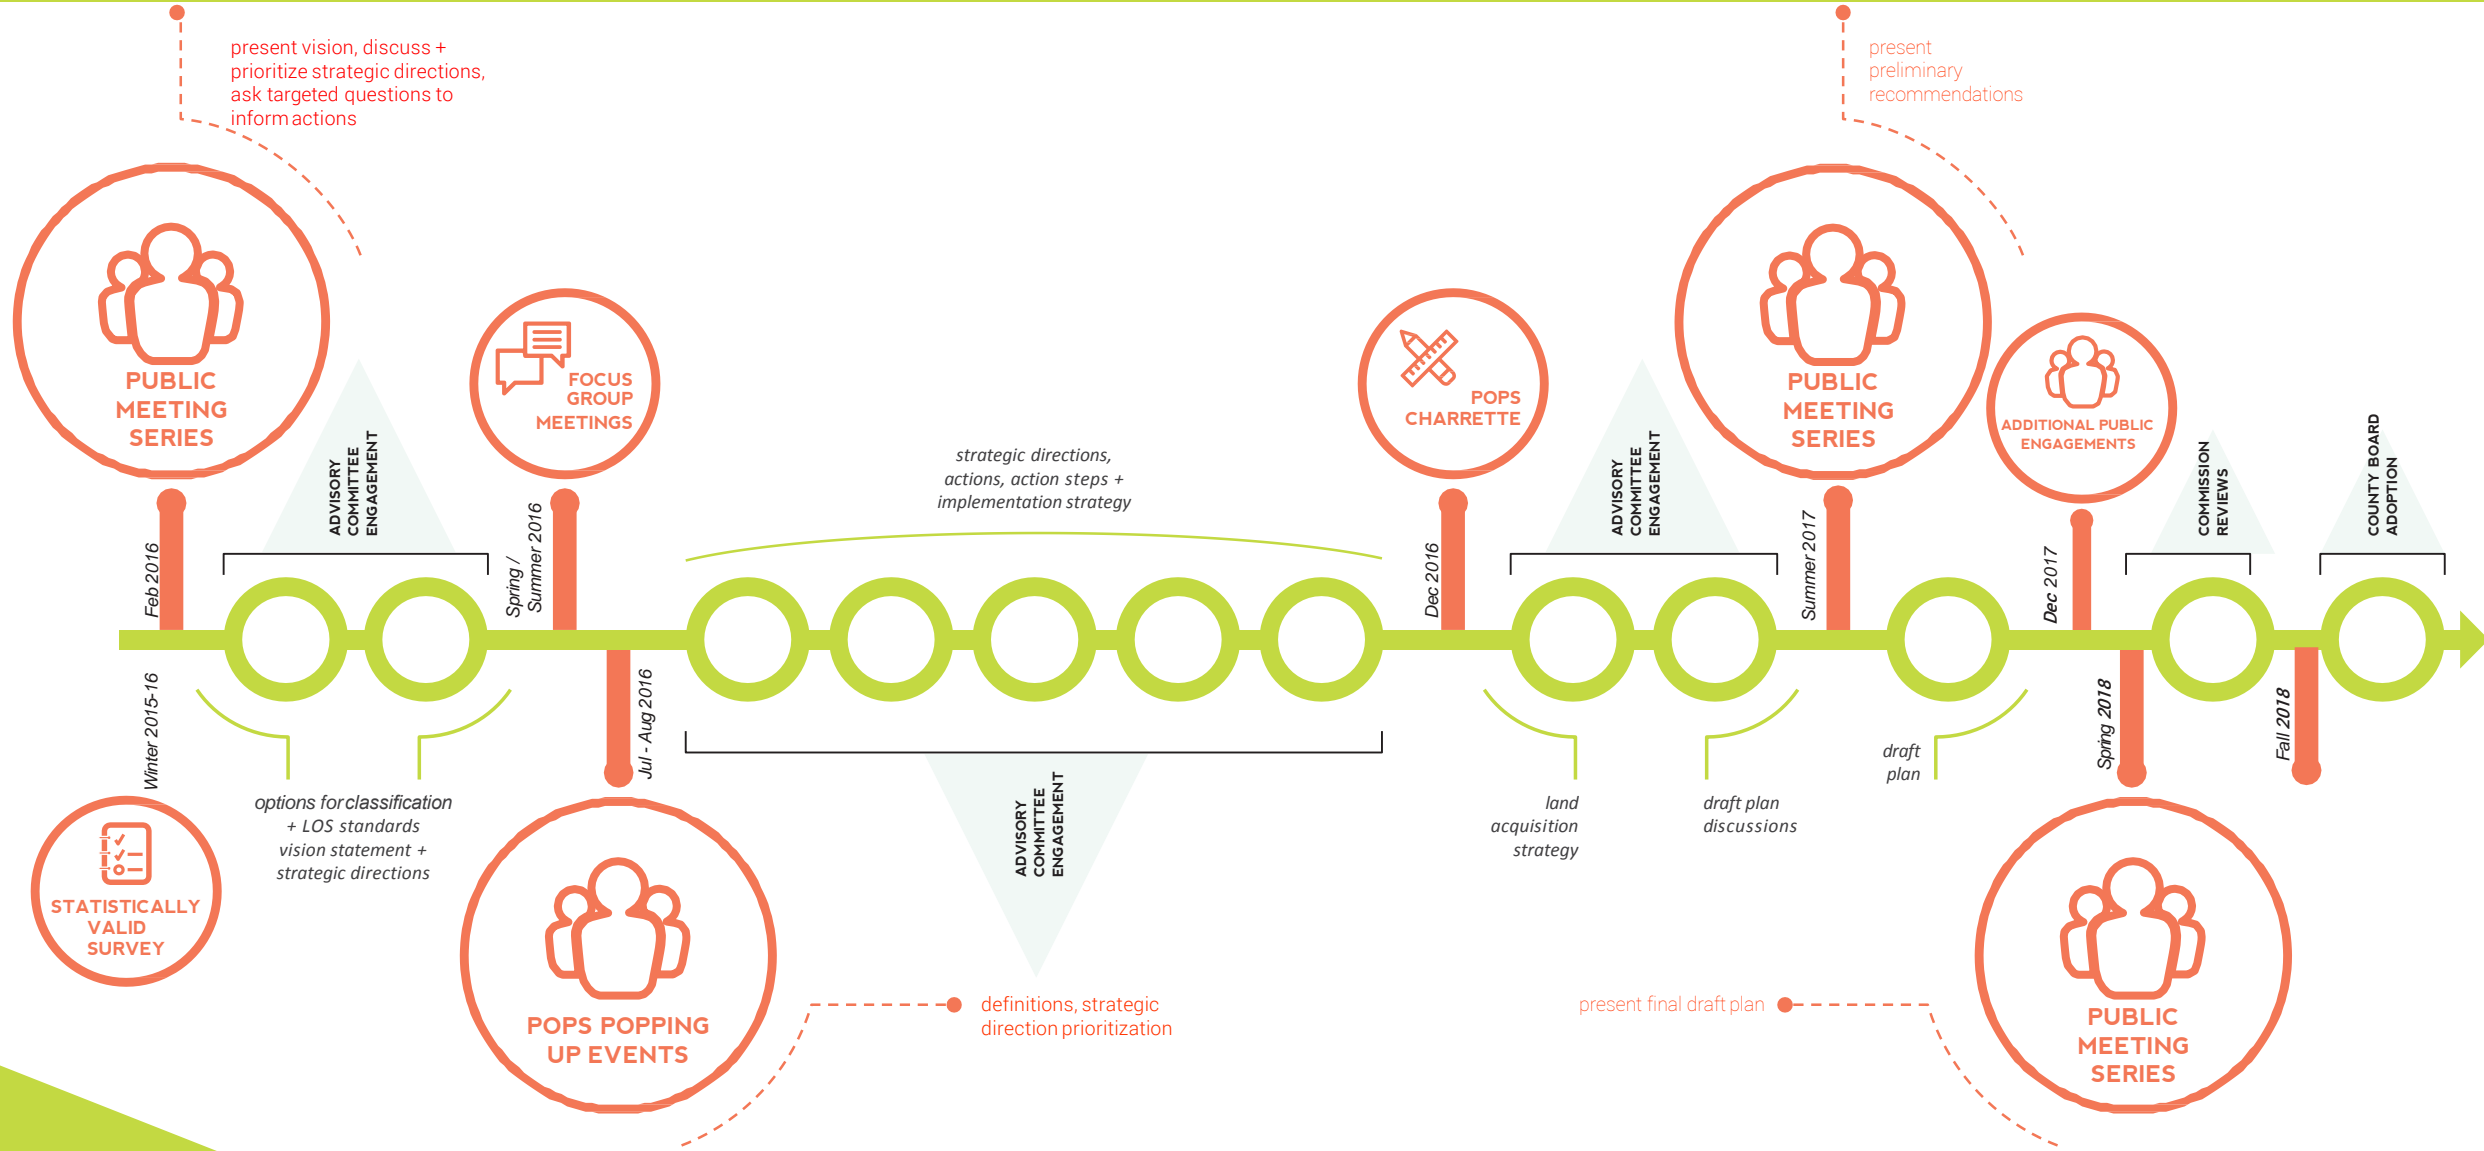 present vision, discuss +
prioritize strategic directions,
ask targeted questions to
inform actions
PUBLIC
MEETING
SERIES
Feb 2016
Winter 2015-16
STATISTICALLY
VALID
SURVEY
ADVISORY
COMMITTEE
ENGAGEMENT
options for classification
+ LOS standards
vision statement +
strategic directions
FOCUS
GROUP
MEETINGS
Spring /
Summer 2016
Jul - Aug 2016
POPS POPPING
UP EVENTS
definitions, strategic
direction prioritization
strategic directions,
actions, action steps +
implementation strategy
ADVISORY
COMMITTEE
ENGAGEMENT
POPS
CHARRETTE
Dec 2016
ADVISORY
COMMITTEE
ENGAGEMENT
land
acquisition
strategy
draft plan
discussions
present
preliminary
recommendations
PUBLIC
MEETING
SERIES
Summer 2017
draft
plan
ADDITIONAL PUBLIC
ENGAGEMENTS
Dec 2017
Spring 2018
present final draft plan
PUBLIC
MEETING
SERIES
COMMISSION
REVIEWS
Fall 2018
COUNTY BOARD
ADOPTION